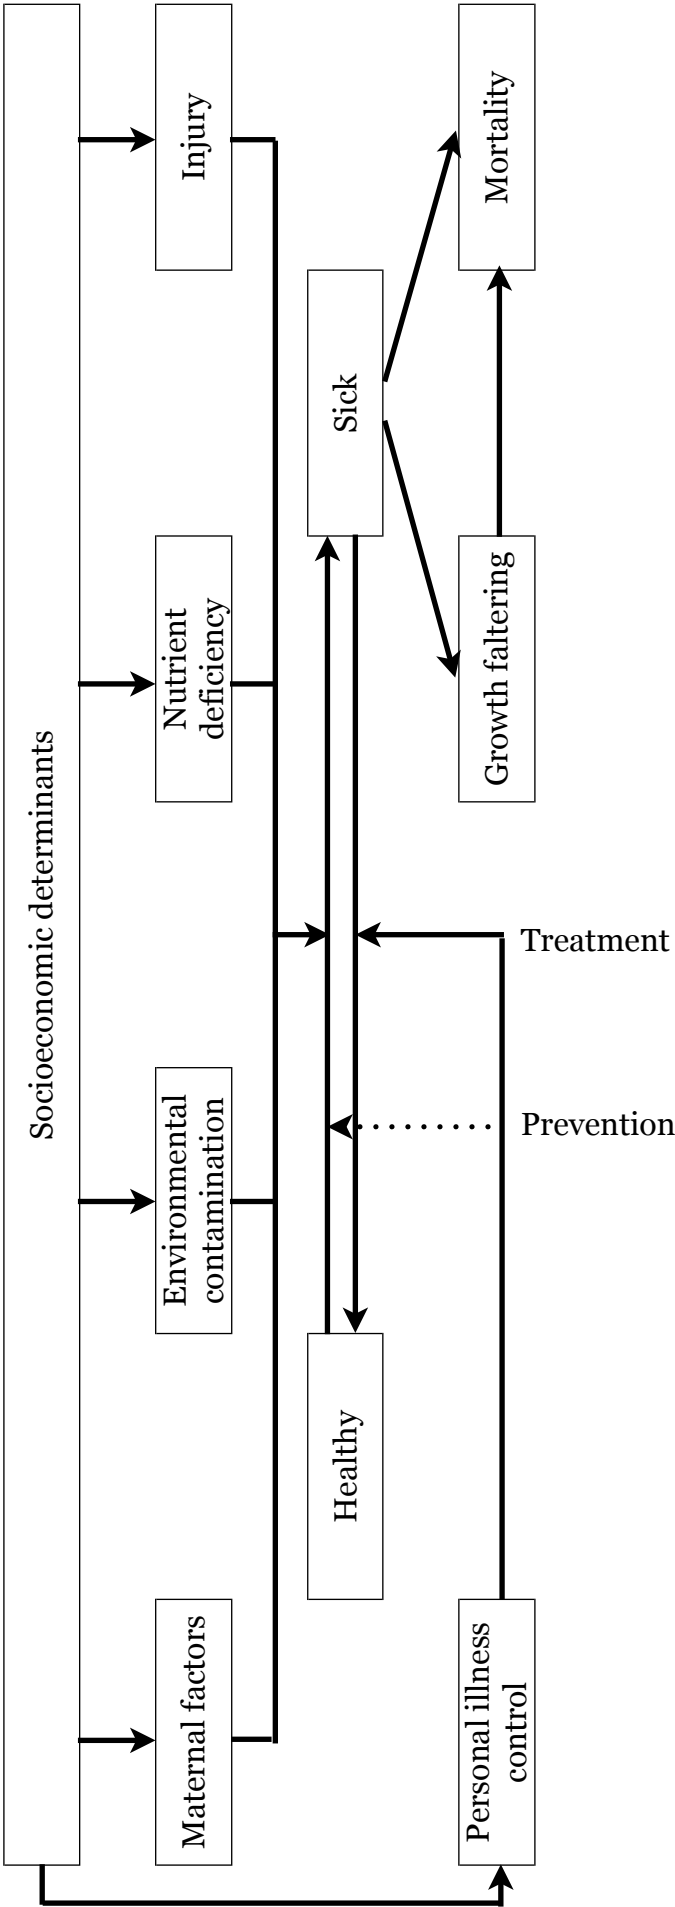 Socioeconomic determinants
Maternal factors
Environmental
contamination
Nutrient
deficiency
Injury
Healthy
Sick
Personal illness
control
Prevention
Treatment
Growth faltering
Mortality